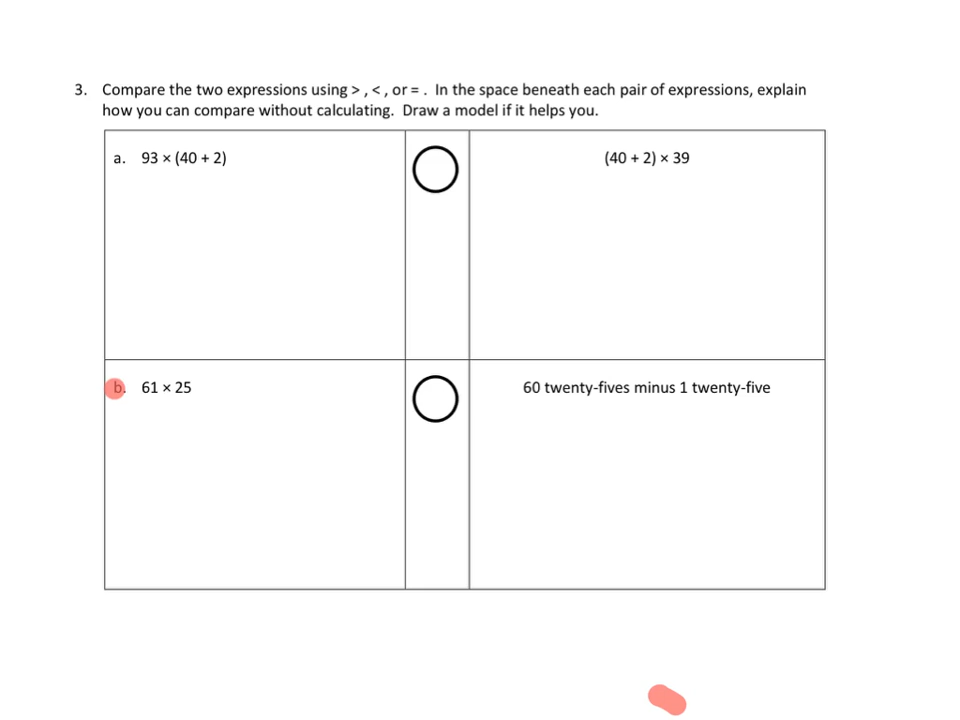 3. Compare the two expressions using > , < , or = . In the space beneath each pair of expressions, explain
how you can compare without calculating. Draw a model if it helps you.
a. 93 × (40 + 2)
(40 + 2) × 39
b. 61 × 25
60 twenty-fives minus 1 twenty-five